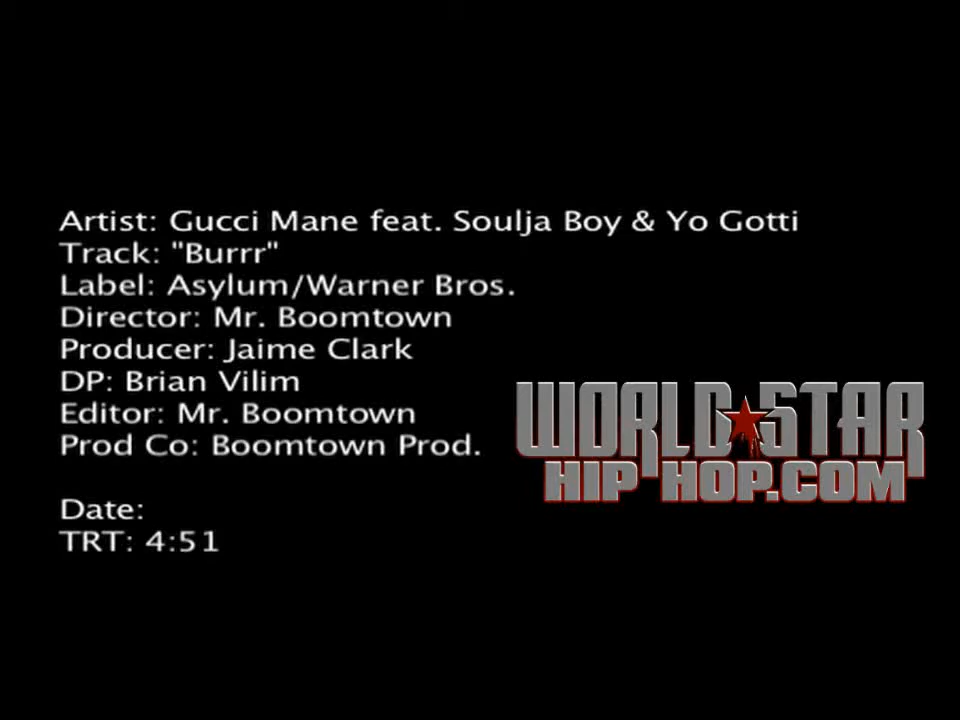 Artist: Gucci Mane feat. Soulja Boy & Yo Gotti
Track: "Burrr"
Label: Asylum/Warner Bros.
Director: Mr. Boomtown
Producer: Jaime Clark
DP: Brian Vilim
Editor: Mr. Boomtown
Prod Co: Boomtown Prod.
WORLD STAR
HIP-HOP.COM
Date:
TRT: 4:51